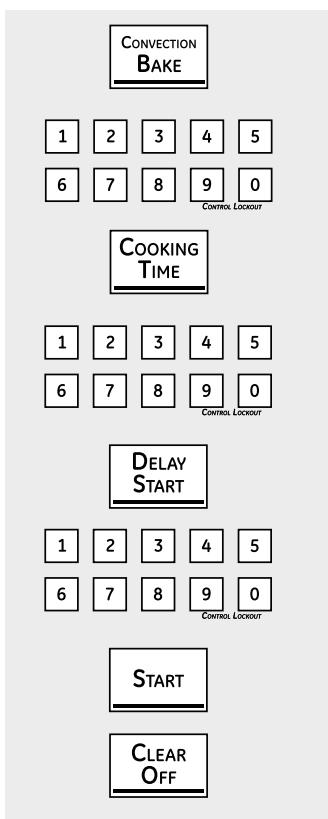 Convection
Bake
1 2 3 4 5
6 7 8 9 0
Control Lockout
Cooking
Time
1 2 3 4 5
6 7 8 9 0
Control Lockout
Delay
Start
1 2 3 4 5
6 7 8 9 0
Control Lockout
Start
Clear
Off